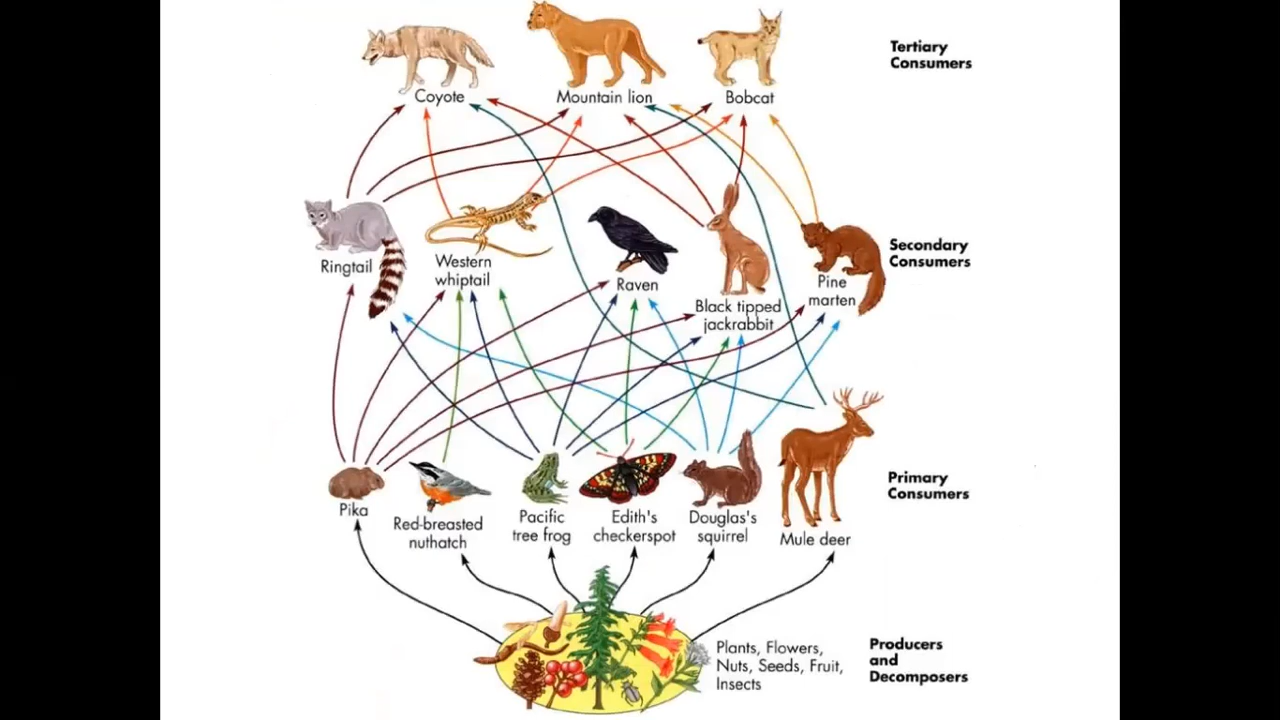 Tertiary
Consumers
Coyote
Mountain lion
Bobcat
Ringtail
Western
whiptail
Raven
Black tipped
jackrabbit
Pine
marten
Secondary
Consumers
Pika
Red-breasted
nuthatch
Pacific
tree frog
Edith's
checkerspot
Douglas's
squirrel
Mule deer
Primary
Consumers
Plants, Flowers,
Nuts, Seeds, Fruit,
Insects
Producers
and
Decomposers